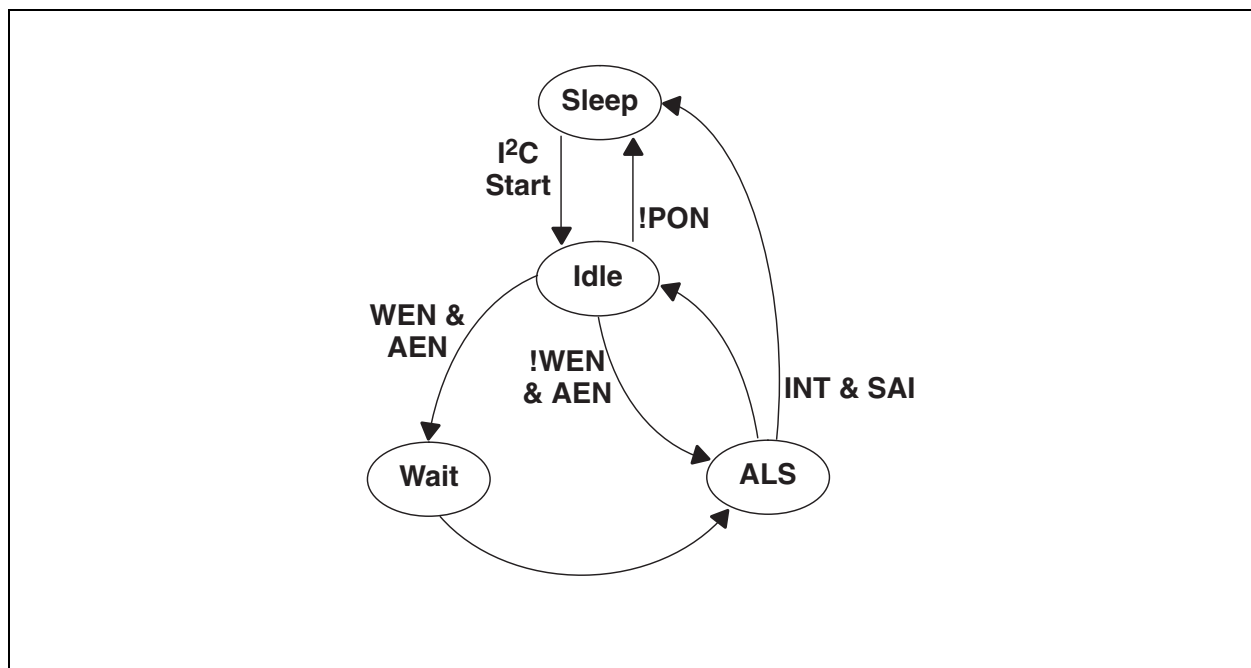 Sleep
I²C
Start
!PON
Idle
WEN &
AEN
!WEN
& AEN
INT & SAI
Wait
ALS